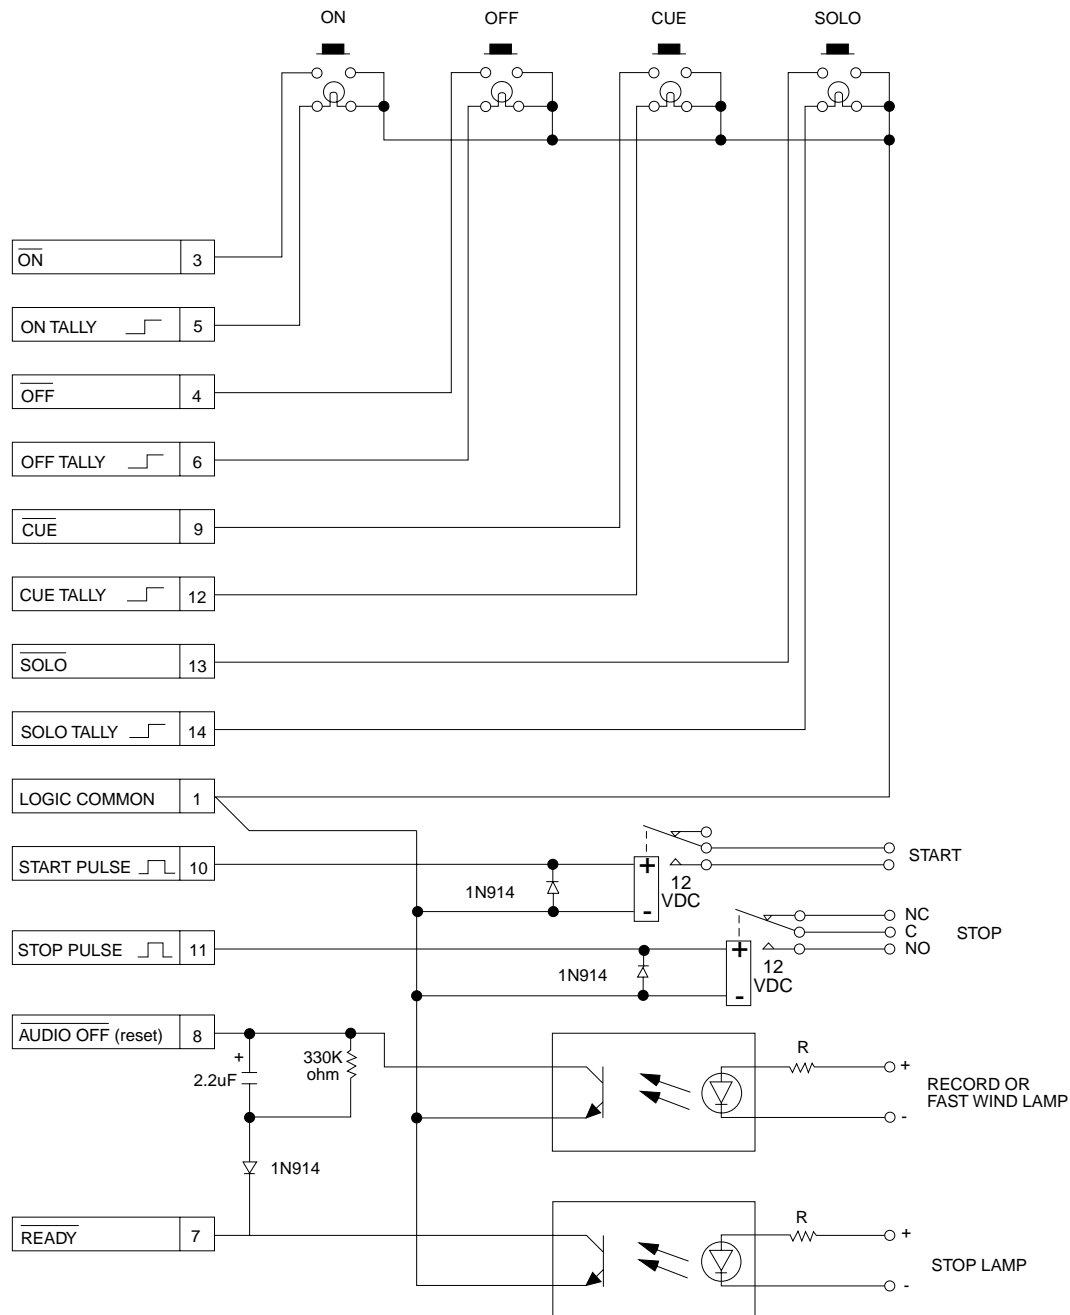 ON OFF CUE SOLO
ON 3
ON TALLY 5
OFF 4
OFF TALLY 6
CUE 9
CUE TALLY 12
SOLO 13
SOLO TALLY 14
LOGIC COMMON 1
START PULSE 10
1N914
+
-
12
VDC
START
STOP PULSE 11
1N914
+
-
12
VDC
NC
C
NO
STOP
AUDIO OFF (reset) 8
+
2.2uF
330K
ohm
1N914
R
+
-
RECORD OR
FAST WIND LAMP
READY 7
R
+
-
STOP LAMP